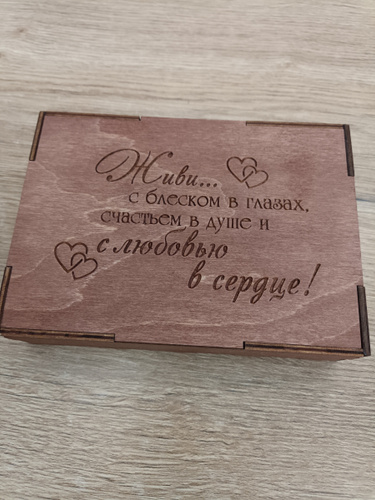 Живи...
с блеском в глазах,
счастьем в душе и
с любовью
в сердце!